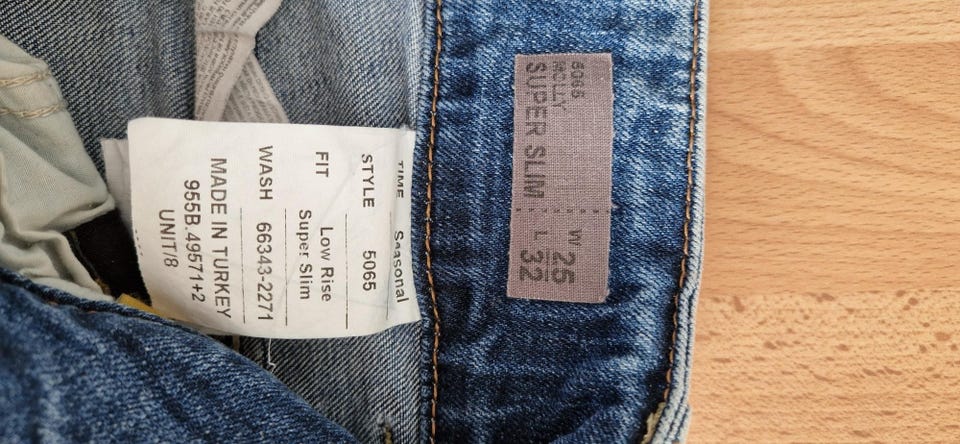 TIME Seasonal
STYLE 5065
FIT Low Rise
Super Slim
WASH 66343-2271
MADE IN TURKEY
955B.49571+2
UNIT/8
5065
MOLLY
SUPER SLIM
W 25
L 32